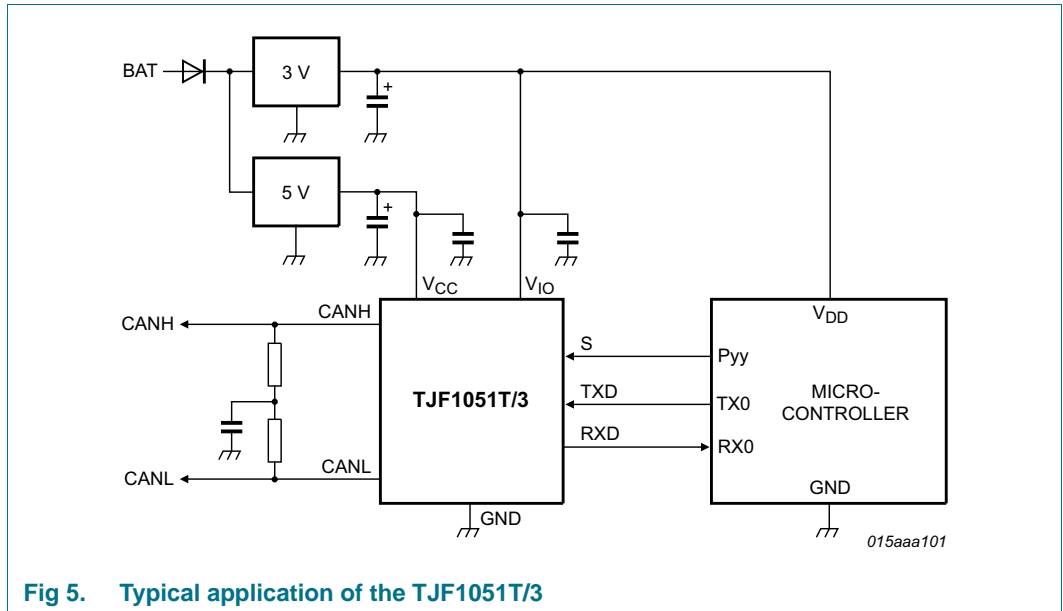 BAT
3 V
+
5 V
+
VCC
VIO
CANH
CANH
VDD
S
Pyy
TJF1051T/3
TXD
TX0
MICRO-
CONTROLLER
RXD
RX0
CANL
CANL
GND
GND
015aaa101
Fig 5. Typical application of the TJF1051T/3